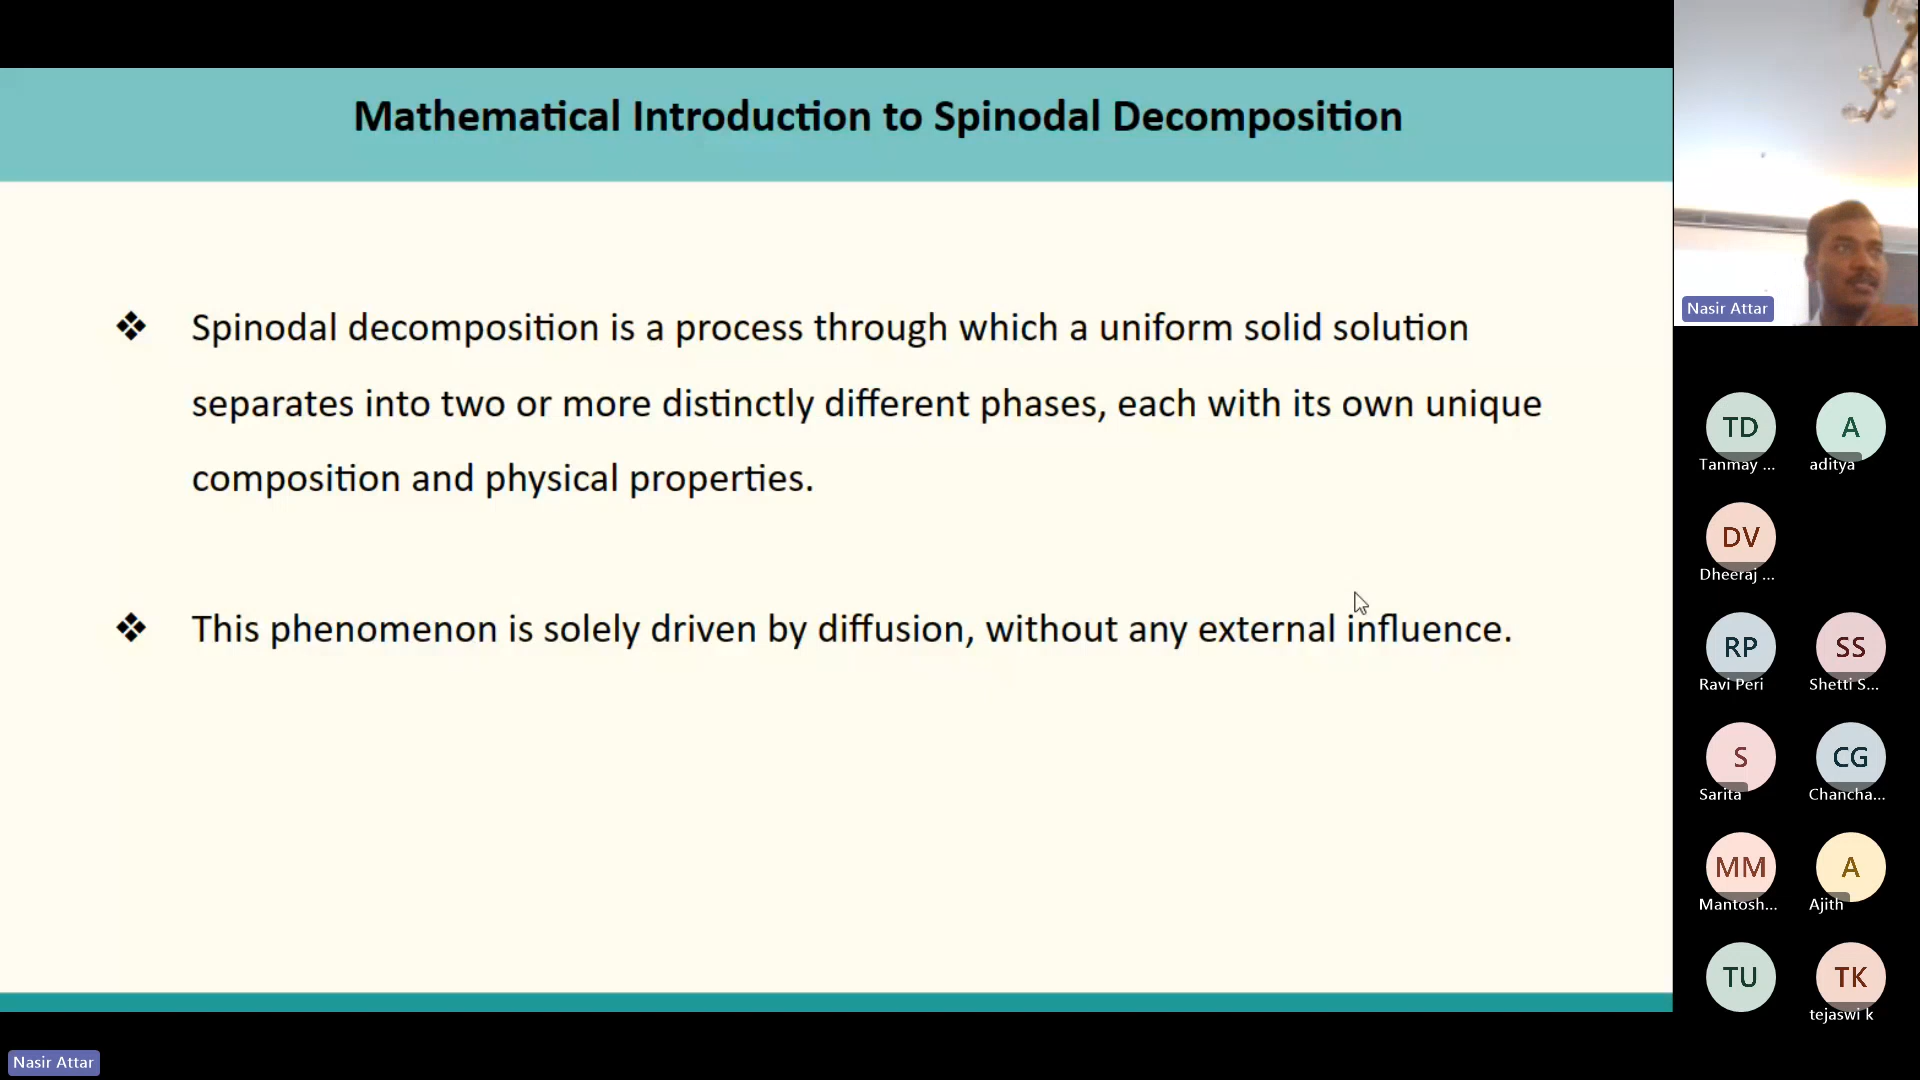 Mathematical Introduction to Spinodal Decomposition
❖ Spinodal decomposition is a process through which a uniform solid solution
separates into two or more distinctly different phases, each with its own unique
composition and physical properties.
❖ This phenomenon is solely driven by diffusion, without any external influence.
Nasir Attar
Nasir Attar
TD
A
Tanmay ...
aditya
DV
Dheeraj ...
RP
SS
Ravi Peri
Shetti S...
S
CG
Sarita
Chancha...
MM
A
Mantosh...
Ajith
TU
TK
tejaswi k